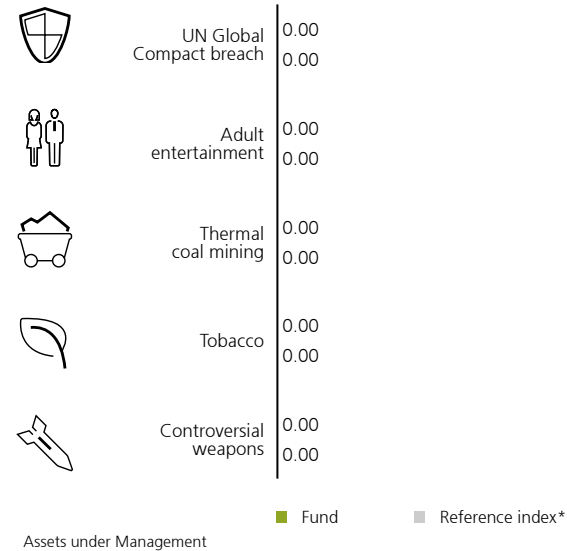 UN Global
Compact breach
0.00
0.00
Adult
entertainment
0.00
0.00
Thermal
coal mining
0.00
0.00
Tobacco
0.00
0.00
Controversial
weapons
0.00
0.00
Fund
Reference index*
Assets under Management